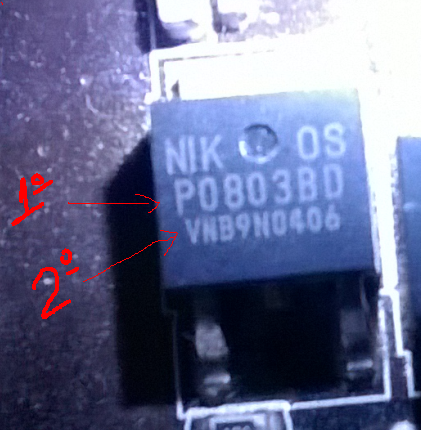 NIK OS
1º P0803BD
2º VNB9N0406